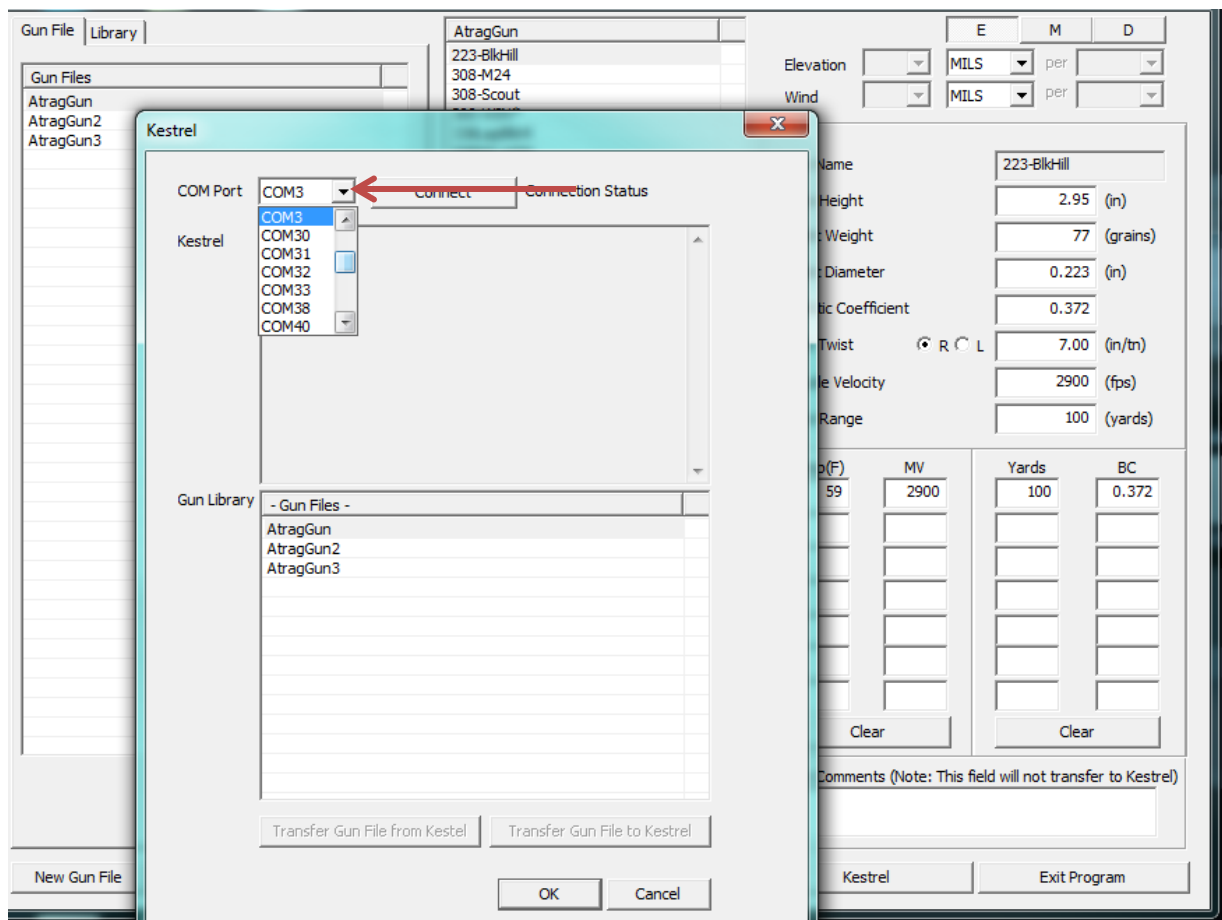 Gun File Library
Gun Files
AtragGun
AtragGun2
AtragGun3
AtragGun
223-BlkHill
308-M24
308-Scout
E M D
Elevation MILS per
Wind MILS per
Kestrel
X
COM Port COM3 Connect Connection Status
COM3
COM30
COM31
COM32
COM33
COM38
COM40
Kestrel
Gun Library
- Gun Files -
AtragGun
AtragGun2
AtragGun3
Transfer Gun File from Kestel Transfer Gun File to Kestrel
OK Cancel
Name 223-BlkHill
Height 2.95 (in)
Weight 77 (grains)
Diameter 0.223 (in)
Coefficient 0.372
Twist R L 7.00 (in/tn)
Velocity 2900 (fps)
Range 100 (yards)
(F) MV Yards BC
59 2900 100 0.372
Clear Clear
Comments (Note: This field will not transfer to Kestrel)
New Gun File Kestrel Exit Program